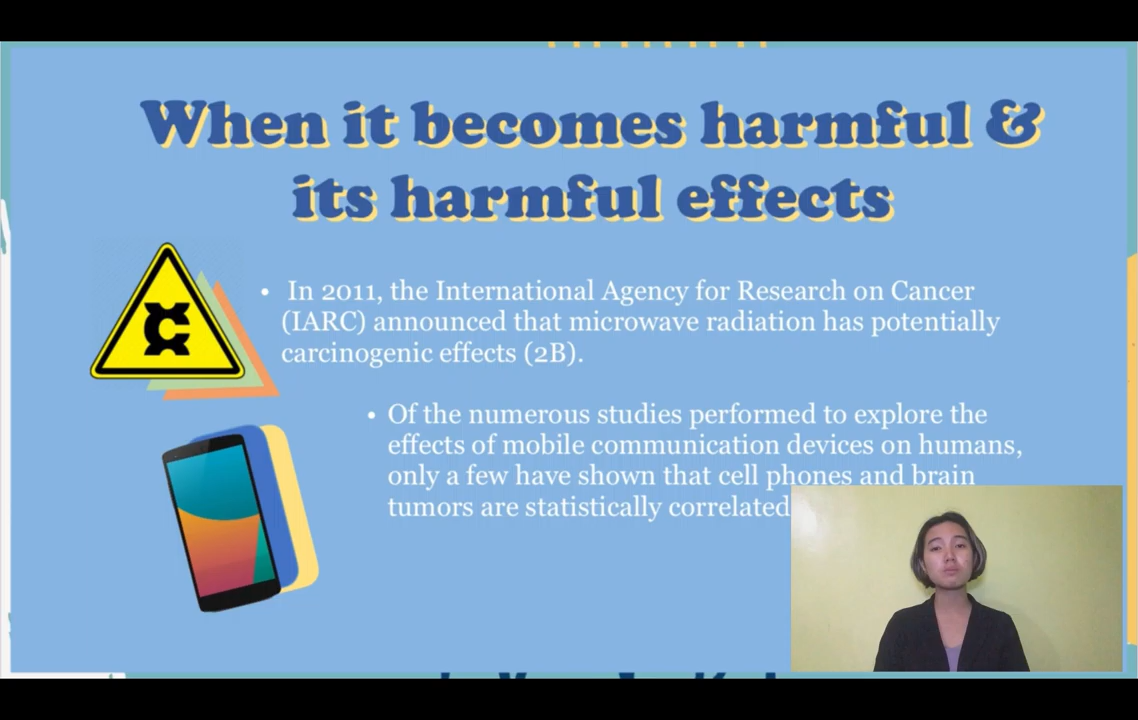 When it becomes harmful &
its harmful effects
• In 2011, the International Agency for Research on Cancer
(IARC) announced that microwave radiation has potentially
carcinogenic effects (2B).
• Of the numerous studies performed to explore the
effects of mobile communication devices on humans,
only a few have shown that cell phones and brain
tumors are statistically correlated